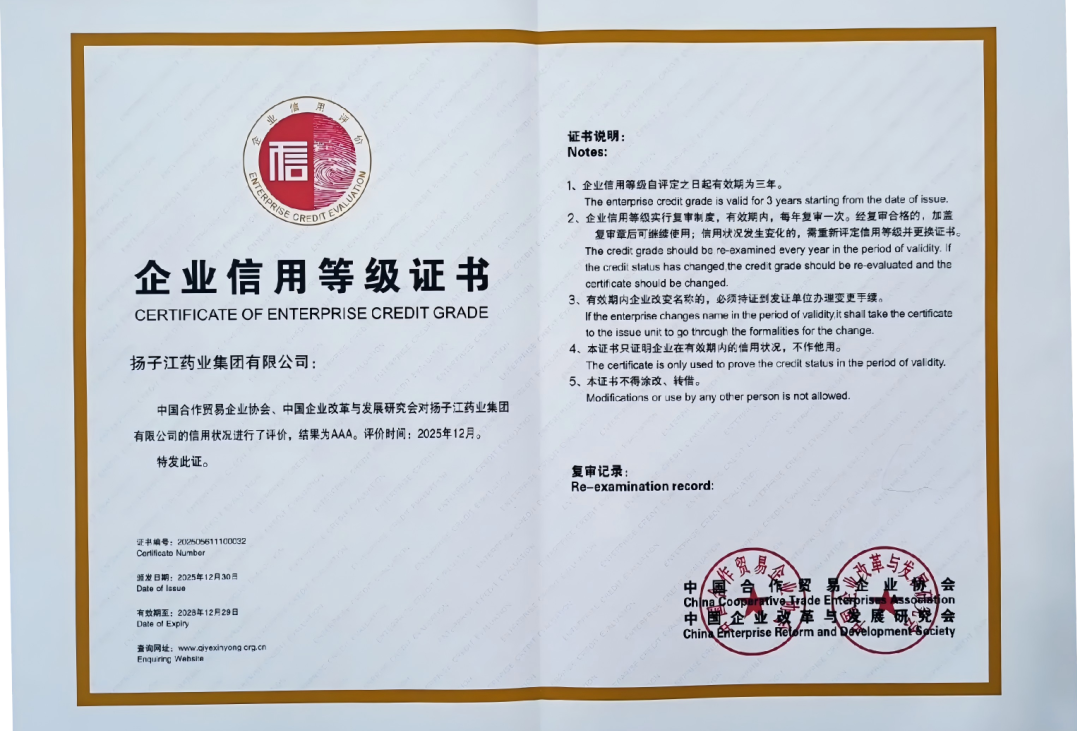 企业信用评价
信
ENTERPRISE CREDIT EVALUATION
企业信用等级证书
CERTIFICATE OF ENTERPRISE CREDIT GRADE
扬子江药业集团有限公司：
中国合作贸易企业协会、中国企业改革与发展研究会对扬子江药业集团
有限公司的信用状况进行了评价，结果为AAA。评价时间：2025年12月。
特发此证。
证书编号：202505611100032
Certificate Number
颁发日期：2025年12月30日
Date of Issue
有效期至：2028年12月29日
Date of Expiry
查询网址：www.qiyexinyong.org.cn
Enquiring Website
证书说明：
Notes:
1、企业信用等级自评定之日起有效期为三年。
The enterprise credit grade is valid for 3 years starting from the date of issue.
2、企业信用等级实行复审制度，有效期内，每年复审一次。经复审合格的，加盖
复审章后可继续使用；信用状况发生变化的，需重新评定信用等级并更换证书。
The credit grade should be re-examined every year in the period of validity. If
the credit status has changed,the credit grade should be re-evaluated and the
certificate should be changed.
3、有效期内企业改变名称的，必须持证到发证单位办理变更手续。
If the enterprise changes name in the period of validity,it shall take the certificate
to the issue unit to go through the formalities for the change.
4、本证书只证明企业在有效期内的信用状况，不作他用。
The certificate is only used to prove the credit status in the period of validity.
5、本证书不得涂改、转借。
Modifications or use by any other person is not allowed.
复审记录：
Re-examination record:
中国合作贸易企业协会
China Cooperative Trade Enterprises Association
中国企业改革与发展研究会
China Enterprise Reform and Development Society